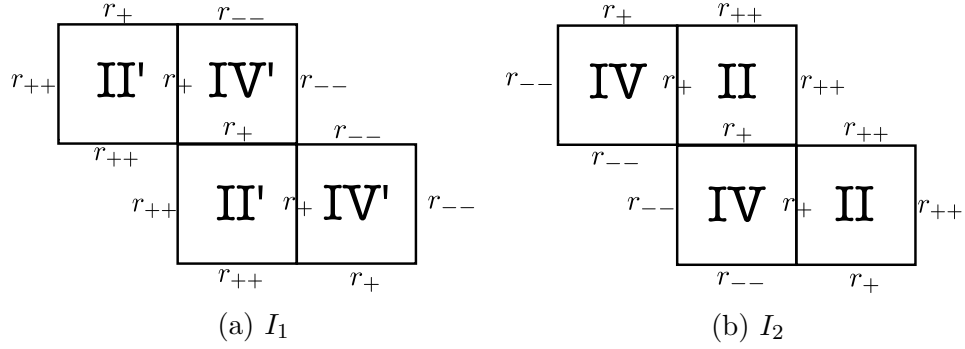 r₊ r₋₋ r₊ r₊₊
r₊₊ II' r₊ IV' r₋₋ r₋₋ IV r₊ II r₊₊
r₊₊ r₊ r₋₋ r₋₋ r₊ r₊₊
r₊₊ II' r₊ IV' r₋₋ r₋₋ IV r₊ II r₊₊
r₊₊ r₊ r₋₋ r₊
(a) I₁ (b) I₂